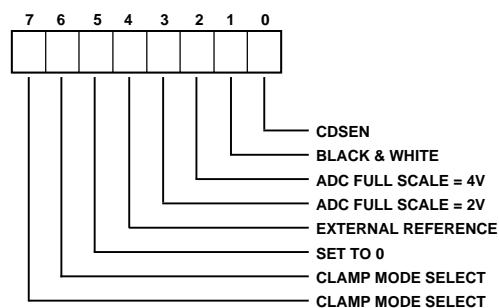 7 6 5 4 3 2 1 0
CDSEN
BLACK & WHITE
ADC FULL SCALE = 4V
ADC FULL SCALE = 2V
EXTERNAL REFERENCE
SET TO 0
CLAMP MODE SELECT
CLAMP MODE SELECT